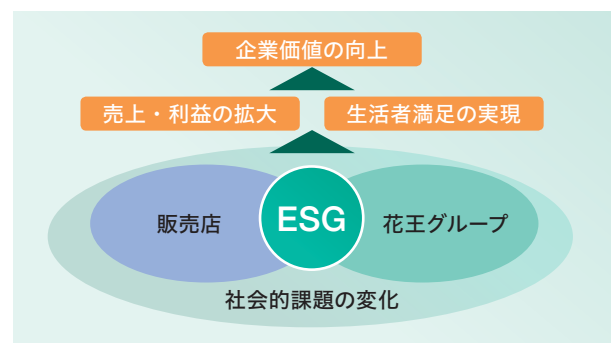 企業価値の向上
売上・利益の拡大
生活者満足の実現
販売店
ESG
花王グループ
社会的課題の変化